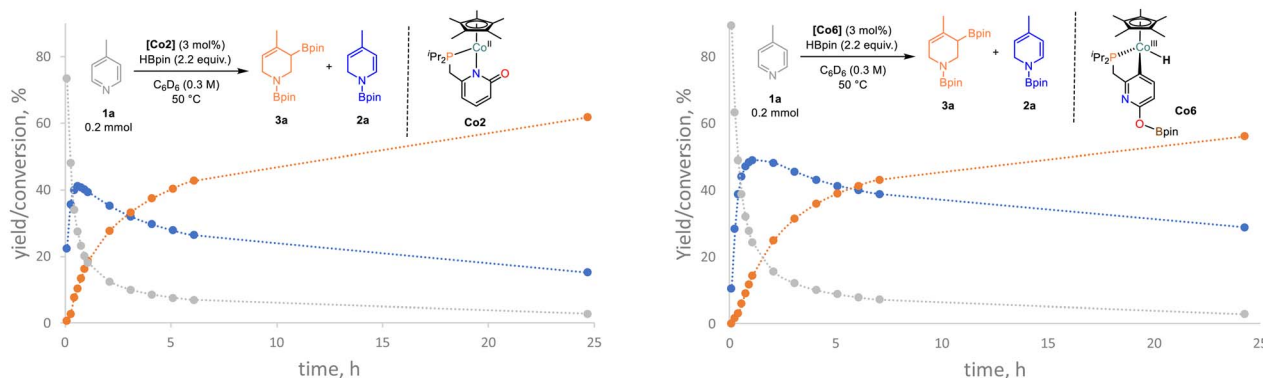 80
60
40
20
0
yield/conversion, %
0
5
10
15
20
25
time, h
N
1a
0.2 mmol
[Co2] (3 mol%)
HBpin (2.2 equiv.)
C6D6 (0.3 M)
50 °C
Bpin
N
Bpin
3a
+
N
Bpin
2a
CoII
iPr2P
N
O
Co2
80
60
40
20
0
Yield/conversion, %
0
5
10
15
20
25
time, h
N
1a
0.2 mmol
[Co6] (3 mol%)
HBpin (2.2 equiv.)
C6D6 (0.3 M)
50 °C
Bpin
N
Bpin
3a
+
N
Bpin
2a
CoIII
iPr2P
H
N
O
Bpin
Co6